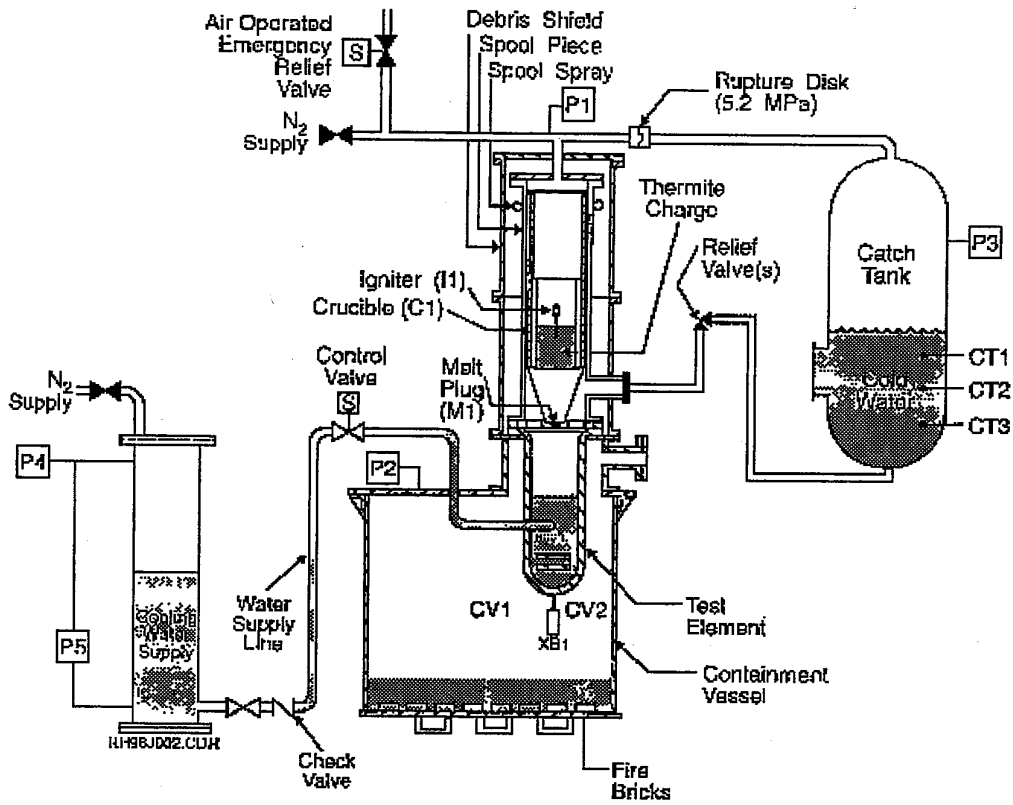 Air Operated
Emergency
Relief
Valve
S
N2
Supply
Debris Shield
Spool Piece
Spool Spray
P1
Rupture Disk
(5.2 MPa)
Thermite
Charge
Relief
Valve(s)
P3
Catch
Tank
Igniter (I1)
Crucible (C1)
Control
Valve
S
Melt
Plug
(M1)
CT1
Cold
Water
CT2
CT3
N2
Supply
P4
P2
P5
Coolant
Water
Supply
Water
Supply
Line
CV1
CV2
XB1
Test
Element
Containment
Vessel
Check
Valve
Fire
Bricks